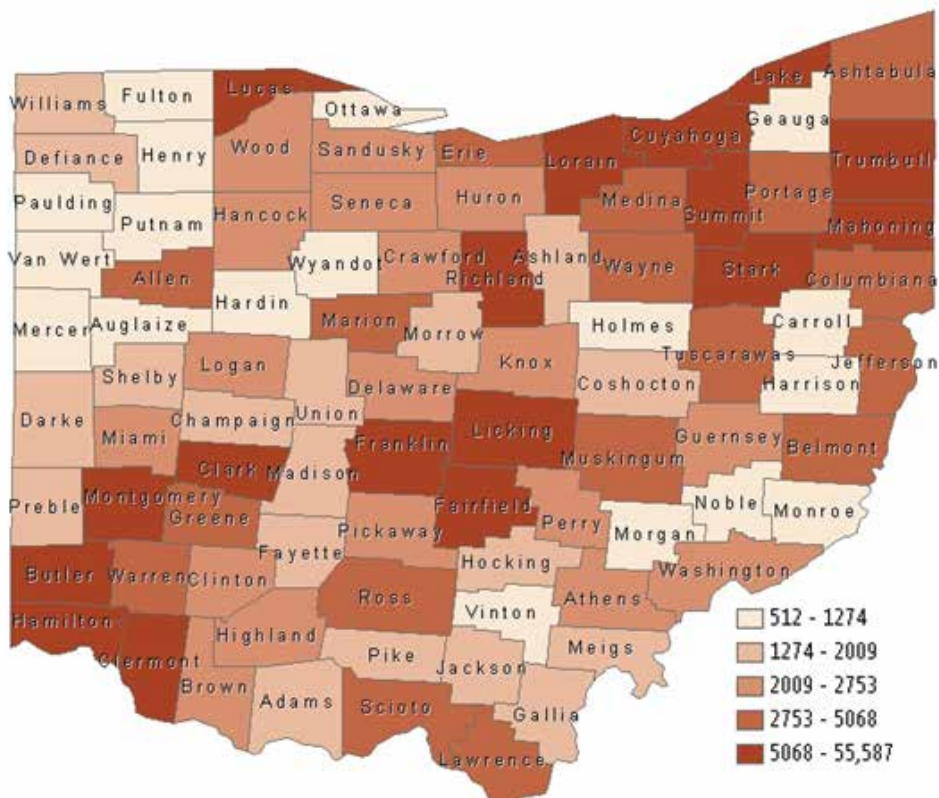 Lake
Ashtabula
Williams
Fulton
Lucas
Ottawa
Geauga
Cuyahoga
Defiance
Henry
Wood
Sandusky
Erie
Lorain
Trumbull
Paulding
Putnam
Hancock
Seneca
Huron
Medina
Summit
Portage
Mahoning
Van Wert
Allen
Wyandot
Crawford
Richland
Ashland
Wayne
Stark
Columbiana
Mercer
Auglaize
Hardin
Marion
Morrow
Holmes
Carroll
Tuscarawas
Jefferson
Shelby
Logan
Knox
Delaware
Coshocton
Harrison
Darke
Champaign
Union
Miami
Franklin
Licking
Muskingum
Guernsey
Belmont
Clark
Madison
Preble
Montgomery
Greene
Fairfield
Perry
Noble
Monroe
Pickaway
Morgan
Fayette
Hocking
Washington
Butler
Warren
Clinton
Ross
Athens
Hamilton
Vinton
Highland
Clermont
Pike
Jackson
Meigs
Brown
Adams
Scioto
Gallia
Lawrence
512 - 1274
1274 - 2009
2009 - 2753
2753 - 5068
5068 - 55,587